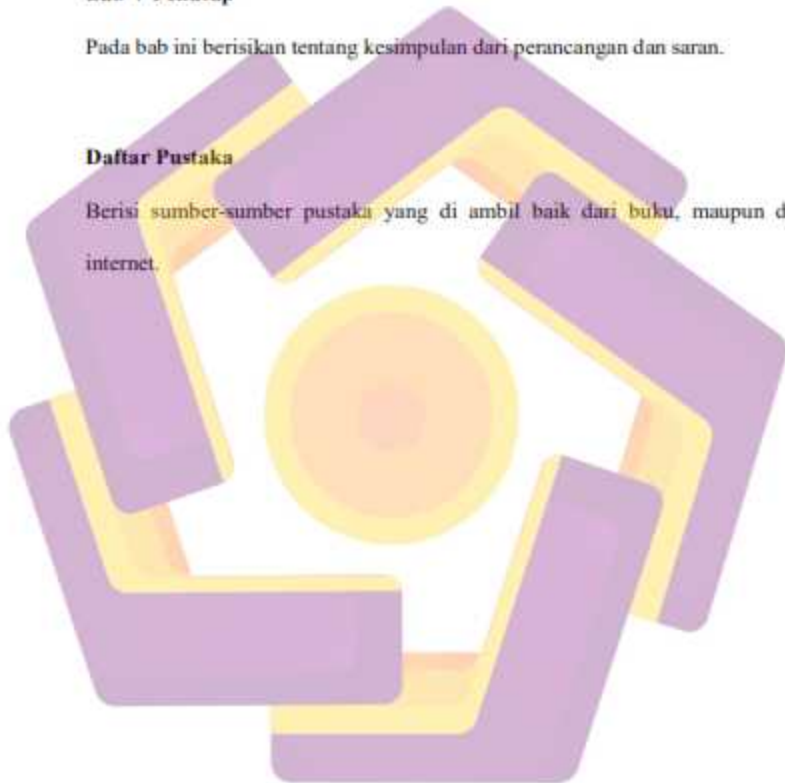 Pada bab ini berisikan tentang kesimpulan dari perancangan dan saran.
Daftar Pustaka
Berisi sumber-sumber pustaka yang di ambil baik dari buku, maupun
internet.